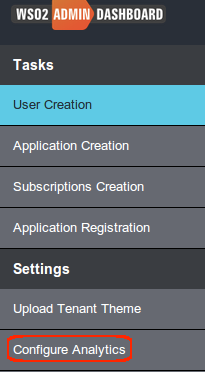 WSO2 ADMIN DASHBOARD
Tasks
User Creation
Application Creation
Subscriptions Creation
Application Registration
Settings
Upload Tenant Theme
Configure Analytics